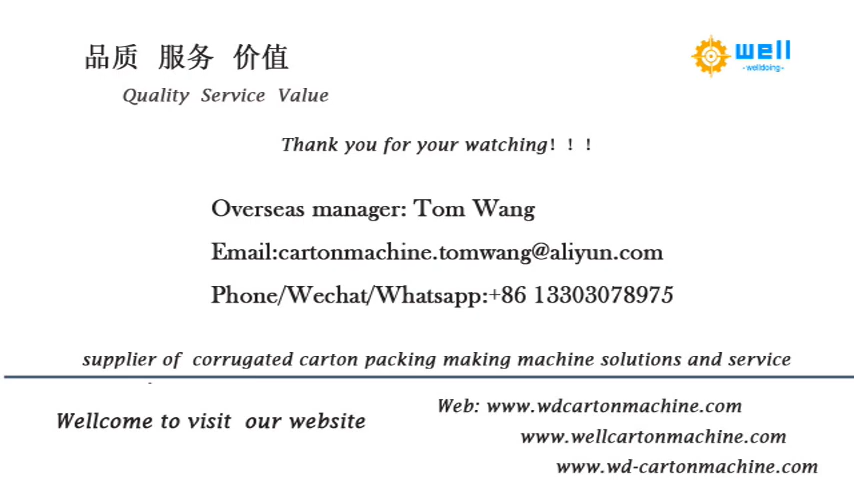 品质 服务 价值
well
-welldoing-
Quality Service Value
Thank you for your watching！！！
Overseas manager: Tom Wang
Email:cartonmachine.tomwang@aliyun.com
Phone/Wechat/Whatsapp:+86 13303078975
supplier of corrugated carton packing making machine solutions and service
Wellcome to visit our website
Web: www.wdcartonmachine.com
www.wellcartonmachine.com
www.wd-cartonmachine.com